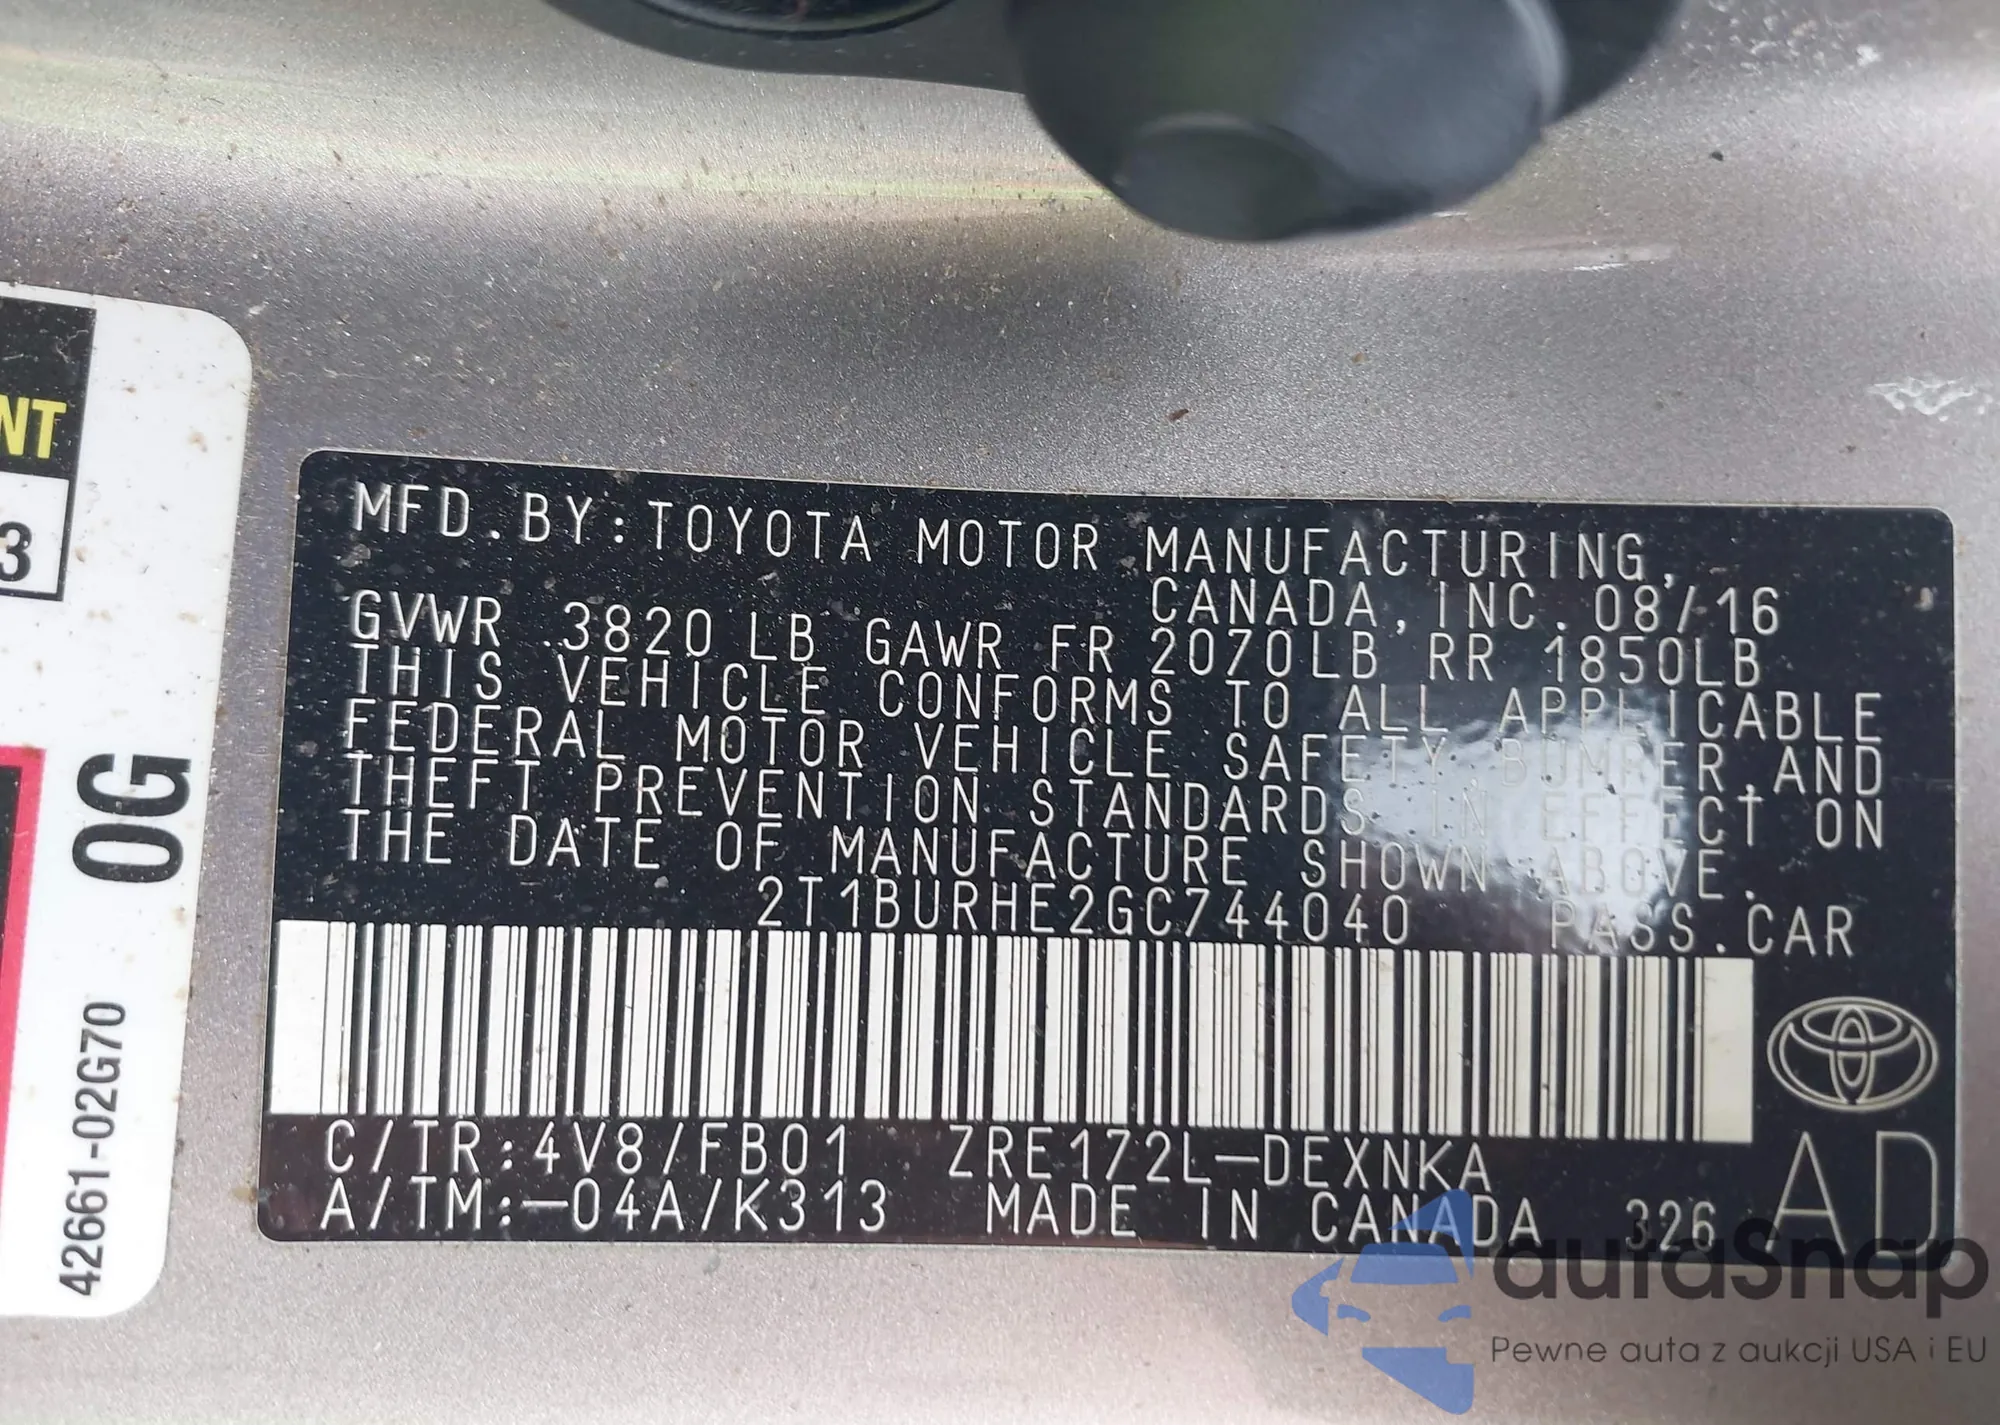 NT
3
0G
42661-02G70
MFD.BY:TOYOTA MOTOR MANUFACTURING,
CANADA,INC. 08/16
GVWR 3820 LB GAWR FR 2070LB RR 1850LB
THIS VEHICLE CONFORMS TO ALL APPLICABLE
FEDERAL MOTOR VEHICLE SAFETY,BUMPER,AND
THEFT PREVENTION STANDARDS IN EFFECT ON
THE DATE OF MANUFACTURE SHOWN ABOVE.
2T1BURHE2GC744040 PASS.CAR
C/TR:4V8/FB01 ZRE172L-DEXNKA
A/TM:-04A/K313 MADE IN CANADA 326
AD
autaSnap
Pewne auta z aukcji USA i EU